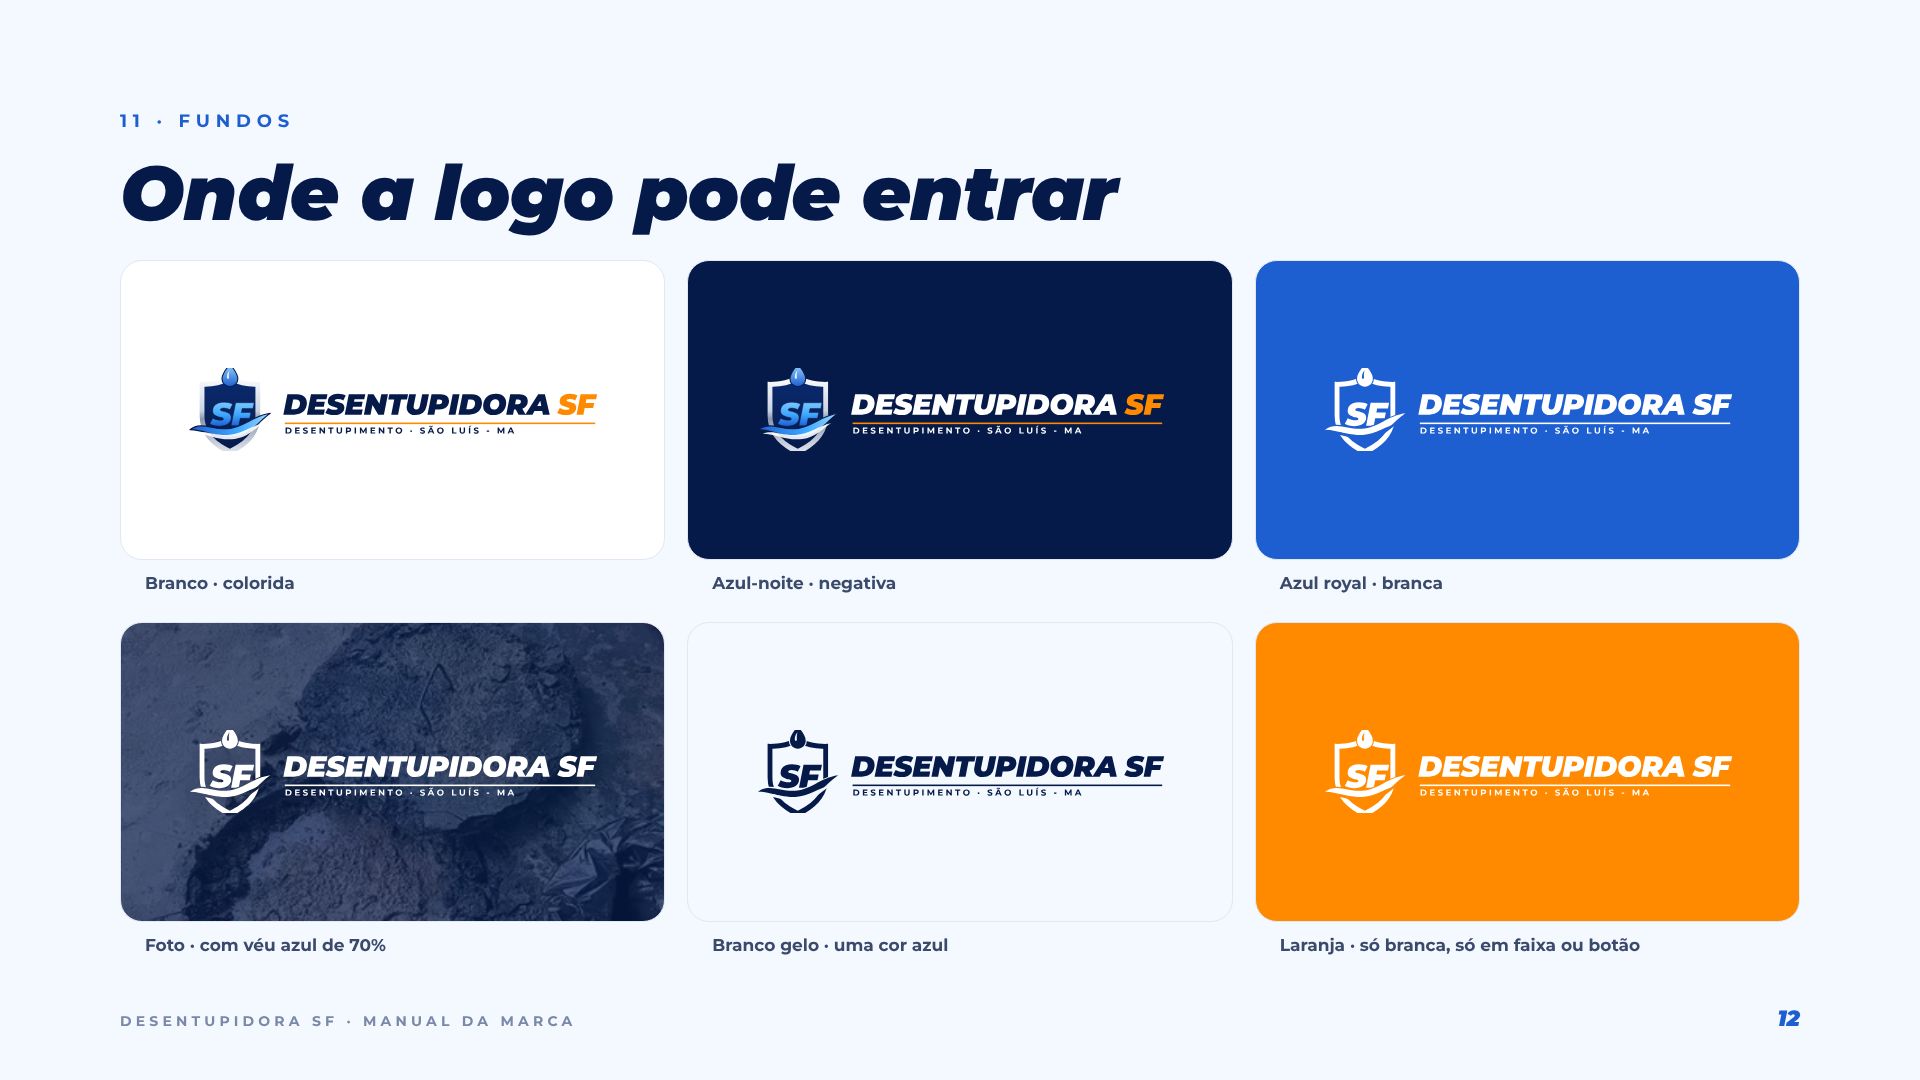 11 · FUNDOS
Onde a logo pode entrar
SF
DESENTUPIDORA SF
DESENTUPIMENTO · SÃO LUÍS - MA
SF
DESENTUPIDORA SF
DESENTUPIMENTO · SÃO LUÍS - MA
SF
DESENTUPIDORA SF
DESENTUPIMENTO · SÃO LUÍS - MA
Branco · colorida
Azul-noite · negativa
Azul royal · branca
SF
DESENTUPIDORA SF
DESENTUPIMENTO · SÃO LUÍS - MA
SF
DESENTUPIDORA SF
DESENTUPIMENTO · SÃO LUÍS - MA
SF
DESENTUPIDORA SF
DESENTUPIMENTO · SÃO LUÍS - MA
Foto · com véu azul de 70%
Branco gelo · uma cor azul
Laranja · só branca, só em faixa ou botão
DESENTUPIDORA SF · MANUAL DA MARCA
12